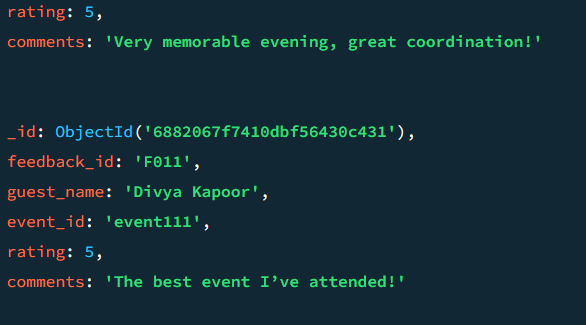 rating: 5,
comments: 'Very memorable evening, great coordination!'
_id: ObjectId('6882067f7410dbf56430c431'),
feedback_id: 'F011',
guest_name: 'Divya Kapoor',
event_id: 'event111',
rating: 5,
comments: 'The best event I’ve attended!'